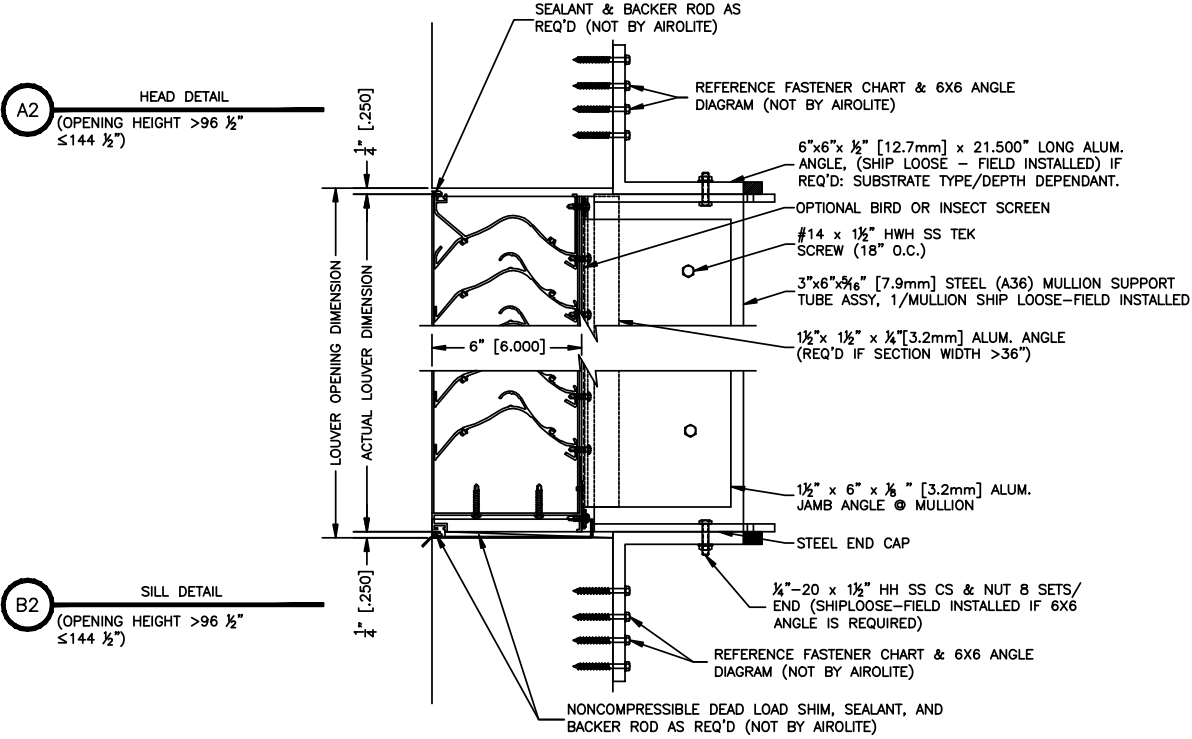 SEALANT & BACKER ROD AS
REQ'D (NOT BY AIROLITE)
A2
HEAD DETAIL
(OPENING HEIGHT >96 ½"
≤144 ½")
¼" [.250]
REFERENCE FASTENER CHART & 6X6 ANGLE
DIAGRAM (NOT BY AIROLITE)
6"x6"x ½" [12.7mm] x 21.500" LONG ALUM.
ANGLE, (SHIP LOOSE – FIELD INSTALLED) IF
REQ'D: SUBSTRATE TYPE/DEPTH DEPENDANT.
OPTIONAL BIRD OR INSECT SCREEN
#14 x 1½" HWH SS TEK
SCREW (18" O.C.)
3"x6"x5⁄16" [7.9mm] STEEL (A36) MULLION SUPPORT
TUBE ASSY, 1/MULLION SHIP LOOSE-FIELD INSTALLED
1½"x 1½" x ¼"[3.2mm] ALUM. ANGLE
(REQ'D IF SECTION WIDTH >36")
LOUVER OPENING DIMENSION
ACTUAL LOUVER DIMENSION
6" [6.000]
1½" x 6" x ⅛ " [3.2mm] ALUM.
JAMB ANGLE @ MULLION
STEEL END CAP
B2
SILL DETAIL
(OPENING HEIGHT >96 ½"
≤144 ½")
¼" [.250]
¼"-20 x 1½" HH SS CS & NUT 8 SETS/
END (SHIPLOOSE-FIELD INSTALLED IF 6X6
ANGLE IS REQUIRED)
REFERENCE FASTENER CHART & 6X6 ANGLE
DIAGRAM (NOT BY AIROLITE)
NONCOMPRESSIBLE DEAD LOAD SHIM, SEALANT, AND
BACKER ROD AS REQ'D (NOT BY AIROLITE)